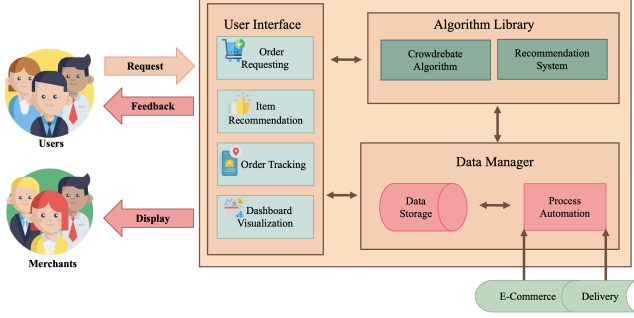 User Interface
Order
Requesting
Item
Recommendation
Order Tracking
Dashboard
Visualization
Algorithm Library
Crowdrebate
Algorithm
Recommendation
System
Data Manager
Data
Storage
Process
Automation
Request
Feedback
Users
Display
Merchants
E-Commerce
Delivery